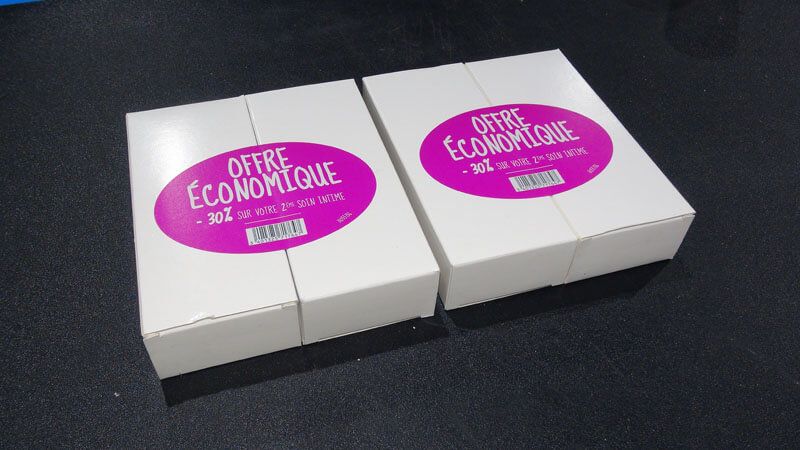 OFFRE
ÉCONOMIQUE
- 30% SUR VOTRE 2ÈME SOIN INTIME
OFFRE
ÉCONOMIQUE
- 30% SUR VOTRE 2ÈME SOIN INTIME